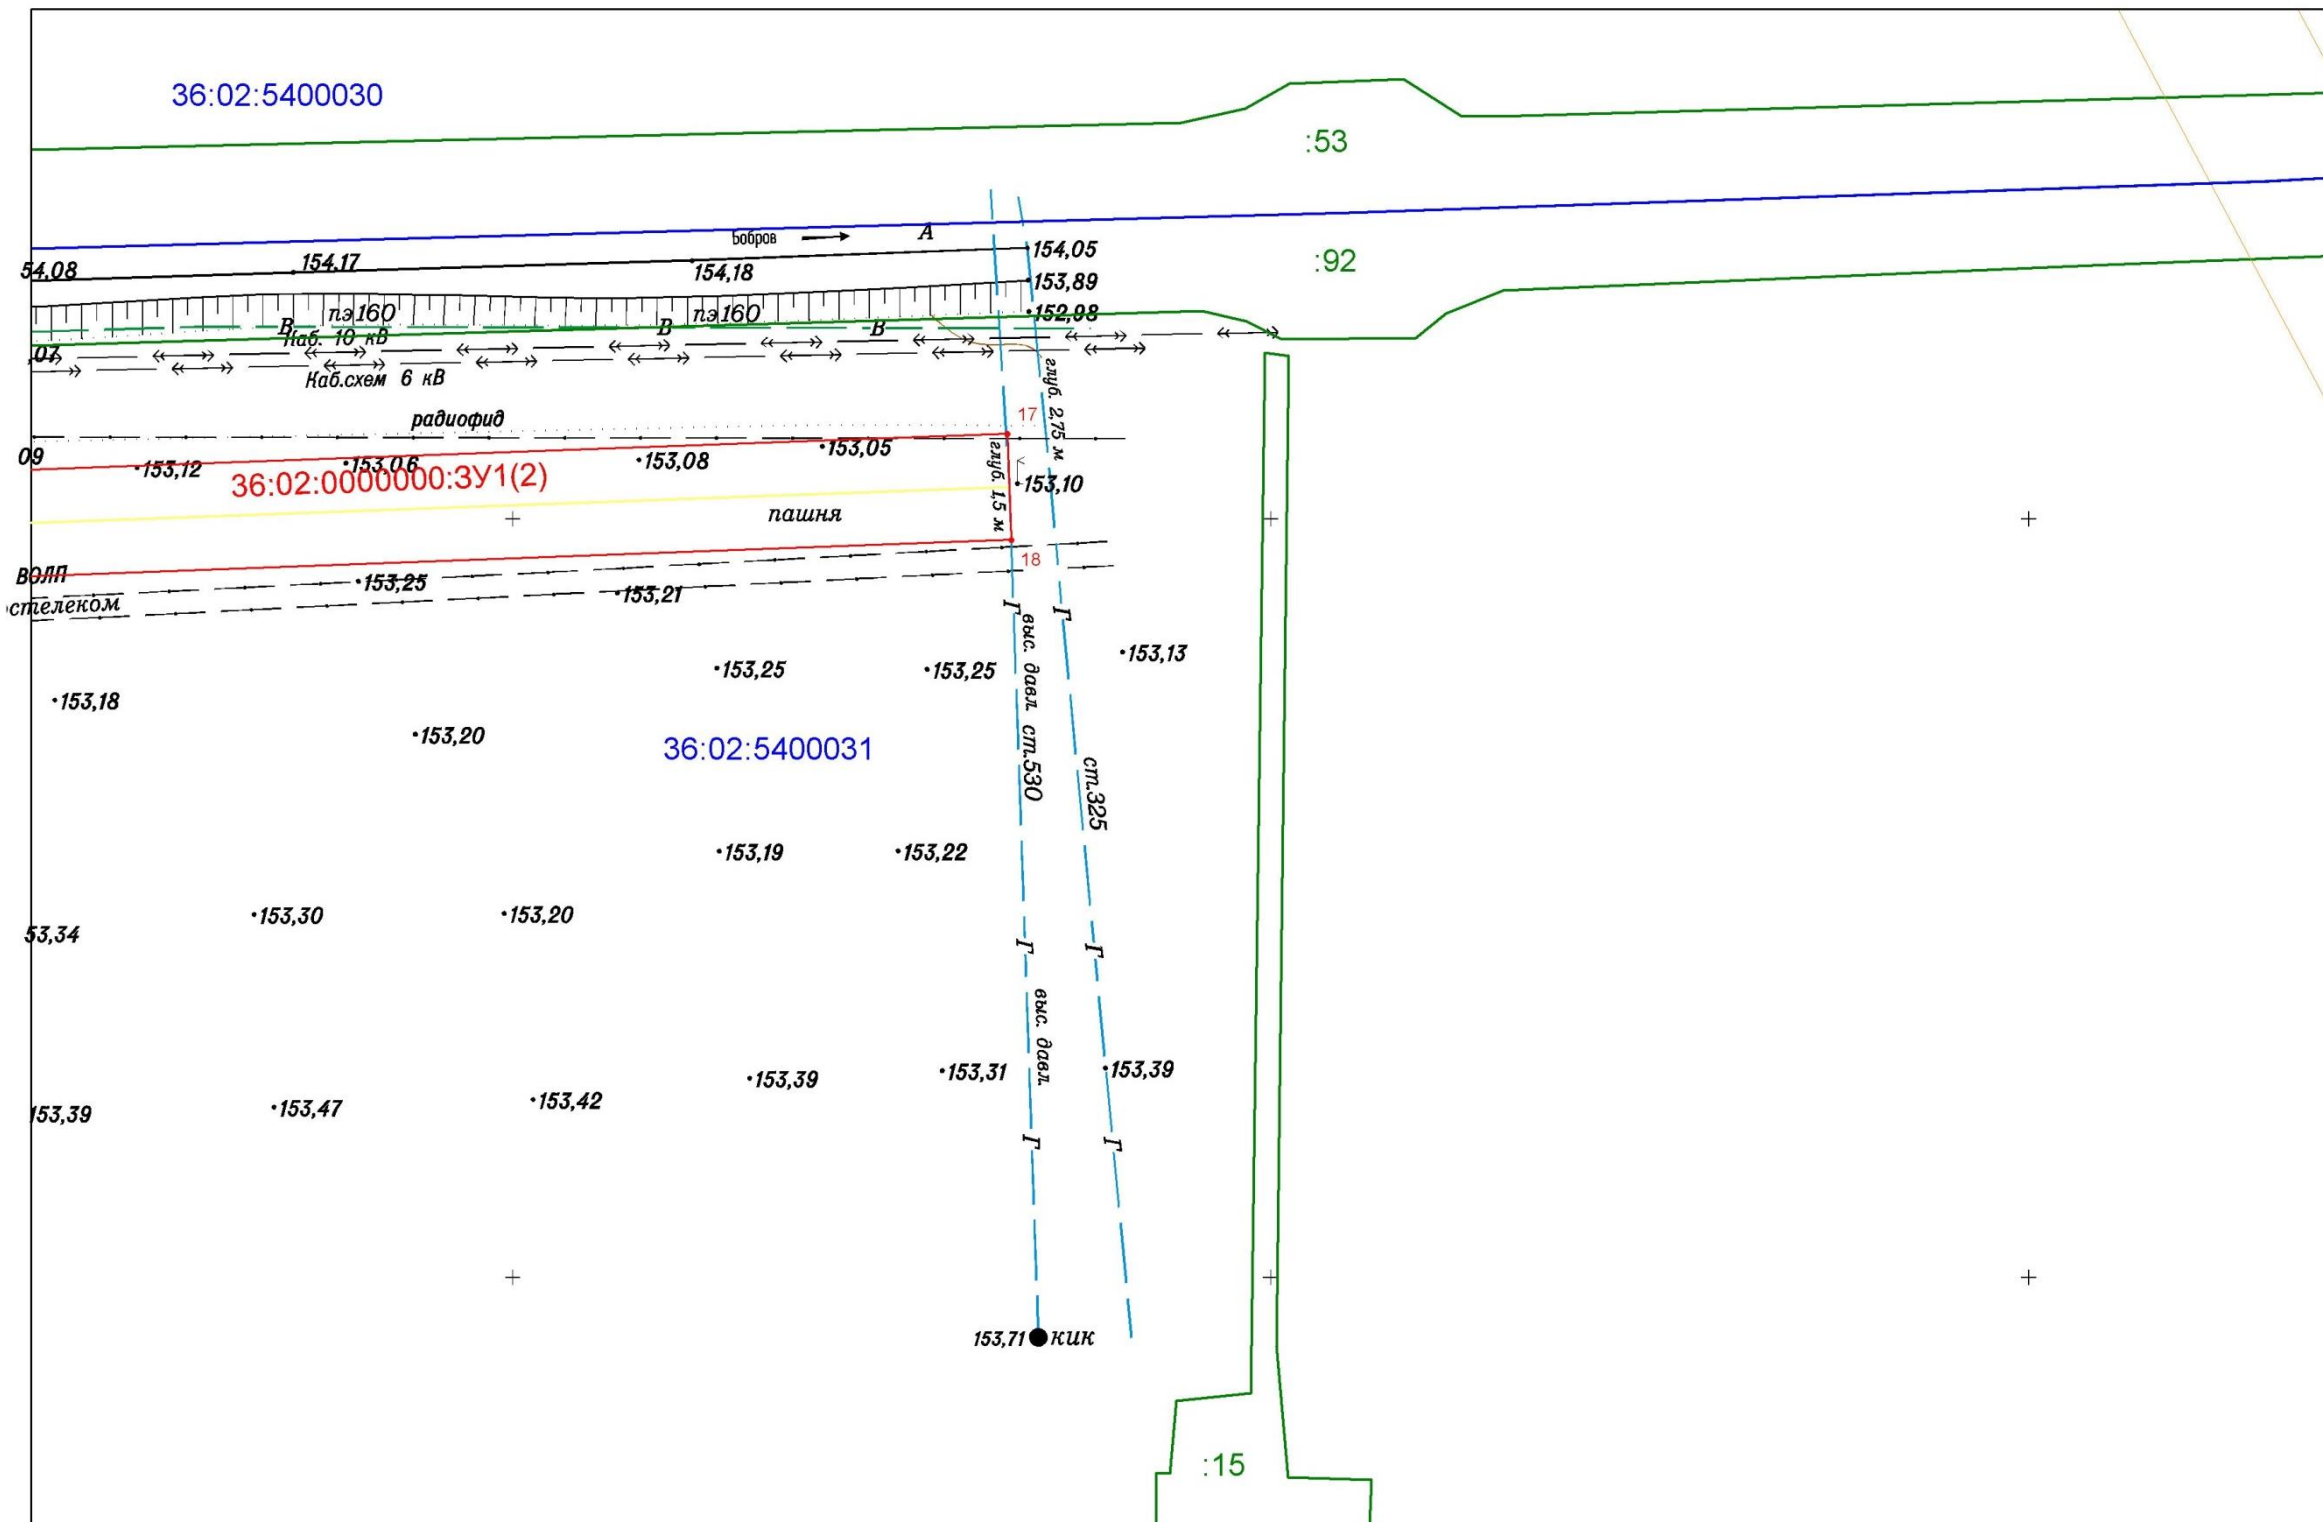 36:02:5400030
:53
Бобров
А
154,05
:92
54,08
154,17
154,18
153,89
пэ160
пэ160
152,98
В
В
В
Каб. 10 кВ
,07
Каб.схем 6 кВ
глуб. 2,75 м
17
радиофид
09
153,12
153,06
153,08
153,05
глуб. 1,5 м
153,10
36:02:0000000:ЗУ1(2)
пашня
18
ВОЛП
153,25
стелеком
153,21
Г
Г
выс. давл. ст.530
153,13
153,25
153,25
153,18
153,20
36:02:5400031
ст.325
153,19
153,22
153,30
153,20
53,34
Г
Г
выс. давл.
153,39
153,31
153,39
153,47
153,42
153,39
Г
Г
153,71
кик
:15